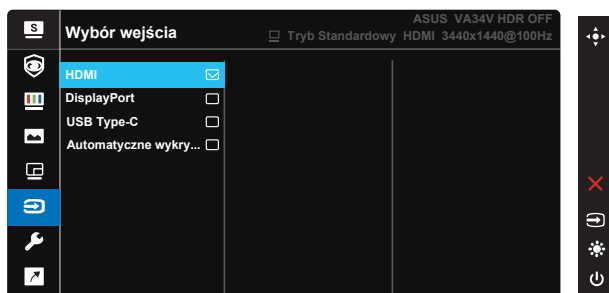 S
Wybór wejścia
ASUS VA34V HDR OFF
Tryb Standardowy HDMI 3440x1440@100Hz
HDMI
DisplayPort
USB Type-C
Automatyczne wykry...